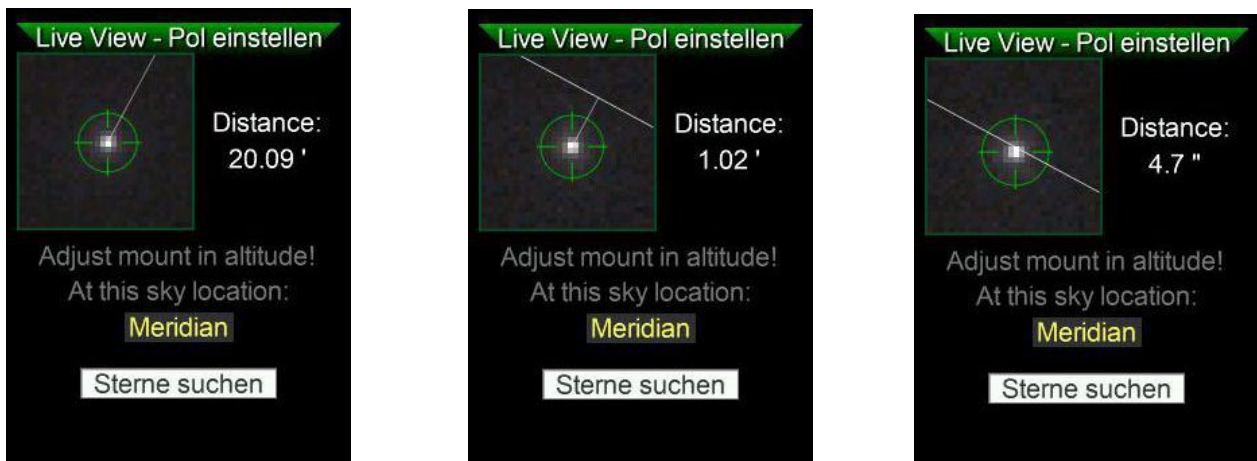 Live View - Pol einstellen
Distance:
20.09 '
Adjust mount in altitude!
At this sky location:
Meridian
Sterne suchen
Live View - Pol einstellen
Distance:
1.02 '
Adjust mount in altitude!
At this sky location:
Meridian
Sterne suchen
Live View - Pol einstellen
Distance:
4.7 "
Adjust mount in altitude!
At this sky location:
Meridian
Sterne suchen